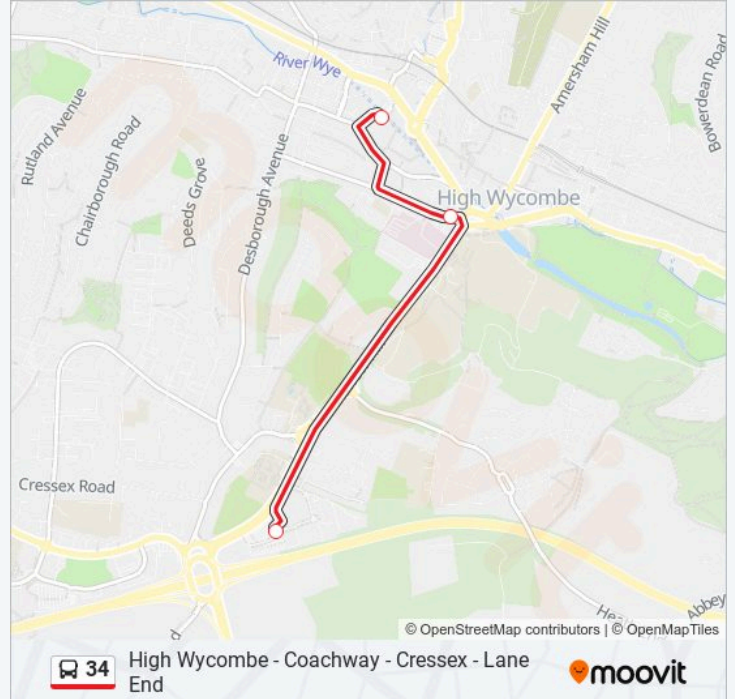 River Wye
Amersham Hill
Bowerdean Road
Rutland Avenue
Chairborough Road
Deeds Grove
Desborough Avenue
High Wycombe
Cressex Road
Abbey
© OpenStreetMap contributors | © OpenMapTiles
34
High Wycombe - Coachway - Cressex - Lane
End
moovit